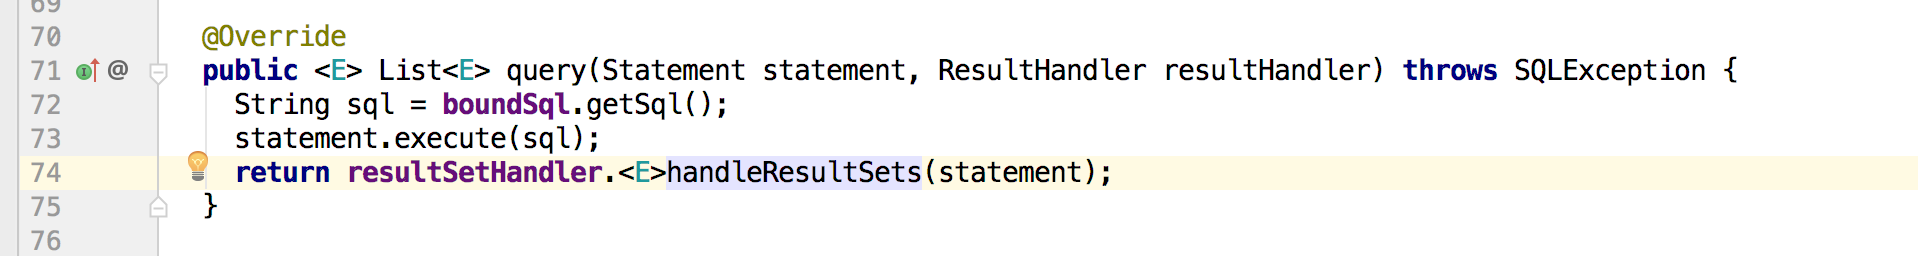 69
70 @Override
71 @ public <E> List<E> query(Statement statement, ResultHandler resultHandler) throws SQLException {
72 String sql = boundSql.getSql();
73 statement.execute(sql);
74 return resultSetHandler.<E>handleResultSets(statement);
75 }
76